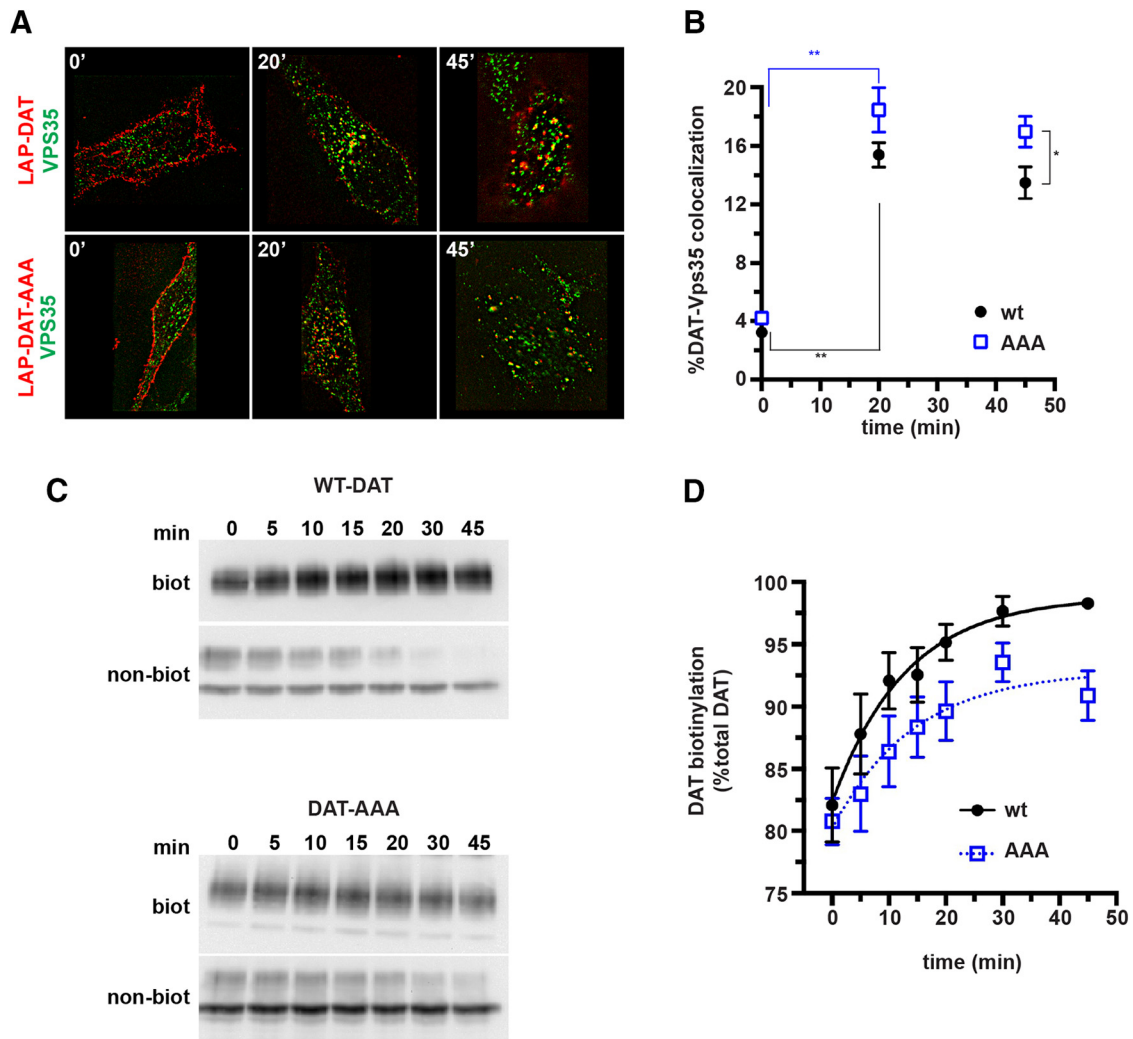 A
0’
20’
45’
LAP-DAT
VPS35
0’
20’
45’
LAP-DAT-AAA
VPS35
B
**
20
16
12
8
4
0
%DAT-Vps35 colocalization
*
**
wt
AAA
0 10 20 30 40 50
time (min)
C
WT-DAT
min 0 5 10 15 20 30 45
biot
non-biot
DAT-AAA
min 0 5 10 15 20 30 45
biot
non-biot
D
100
95
90
85
80
75
DAT biotinylation
(%total DAT)
wt
AAA
0 10 20 30 40 50
time (min)